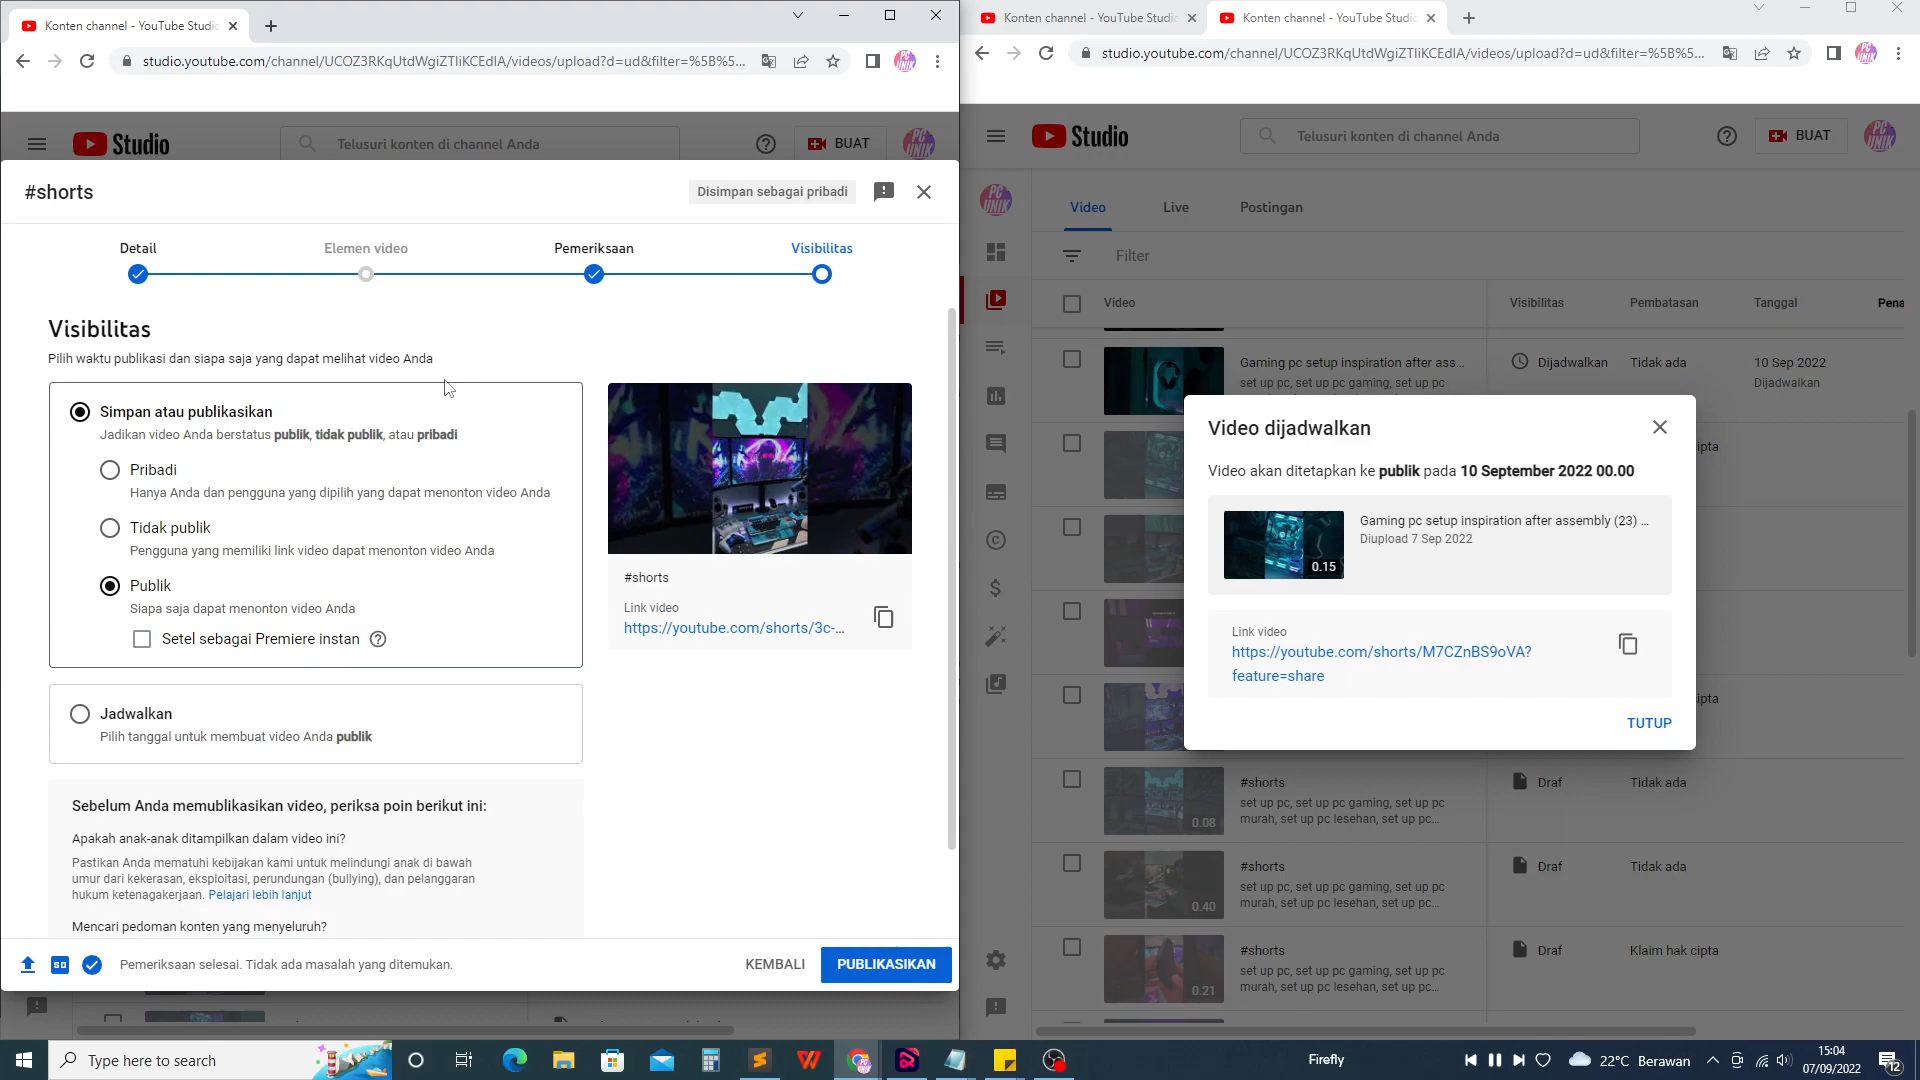 Konten channel - YouTube Studio
studio.youtube.com/channel/UCOZ3RKqUtdWgiZTliKCEdlA/videos/upload?d=ud&filter=%5B%5...
Studio
Telusuri konten di channel Anda
BUAT
#shorts
Disimpan sebagai pribadi
Detail
Elemen video
Pemeriksaan
Visibilitas
Visibilitas
Pilih waktu publikasi dan siapa saja yang dapat melihat video Anda
Simpan atau publikasikan
Jadikan video Anda berstatus publik, tidak publik, atau pribadi
Pribadi
Hanya Anda dan pengguna yang dipilih yang dapat menonton video Anda
Tidak publik
Pengguna yang memiliki link video dapat menonton video Anda
Publik
Siapa saja dapat menonton video Anda
Setel sebagai Premiere instan
#shorts
Link video
https://youtube.com/shorts/3c-...
Jadwalkan
Pilih tanggal untuk membuat video Anda publik
Sebelum Anda memublikasikan video, periksa poin berikut ini:
Apakah anak-anak ditampilkan dalam video ini?
Pastikan Anda mematuhi kebijakan kami untuk melindungi anak di bawah
umur dari kekerasan, eksploitasi, perundungan (bullying), dan pelanggaran
hukum ketenagakerjaan. Pelajari lebih lanjut
Mencari pedoman konten yang menyeluruh?
SD
Pemeriksaan selesai. Tidak ada masalah yang ditemukan.
KEMBALI
PUBLIKASIKAN
Konten channel - YouTube Studio
Konten channel - YouTube Studio
studio.youtube.com/channel/UCOZ3RKqUtdWgiZTliKCEdlA/videos/upload?d=ud&filter=%5B%5...
Studio
Telusuri konten di channel Anda
BUAT
PC UNIK
Video
Live
Postingan
Filter
Video
Visibilitas
Pembatasan
Tanggal
Pena
Gaming pc setup inspiration after ass...
set up pc, set up pc gaming, set up pc
Dijadwalkan
Tidak ada
10 Sep 2022
Dijadwalkan
ipta
ipta
Video dijadwalkan
Video akan ditetapkan ke publik pada 10 September 2022 00.00
Gaming pc setup inspiration after assembly (23) ...
Diupload 7 Sep 2022
0.15
Link video
https://youtube.com/shorts/M7CZnBS9oVA?
feature=share
TUTUP
#shorts
set up pc, set up pc gaming, set up pc
murah, set up pc lesehan, set up pc...
0.08
Draf
Tidak ada
#shorts
set up pc, set up pc gaming, set up pc
murah, set up pc lesehan, set up pc...
0.40
Draf
Tidak ada
#shorts
set up pc, set up pc gaming, set up pc
murah, set up pc lesehan, set up pc...
0.21
Draf
Klaim hak cipta
Type here to search
Firefly
22°C Berawan
15:04
07/09/2022
12